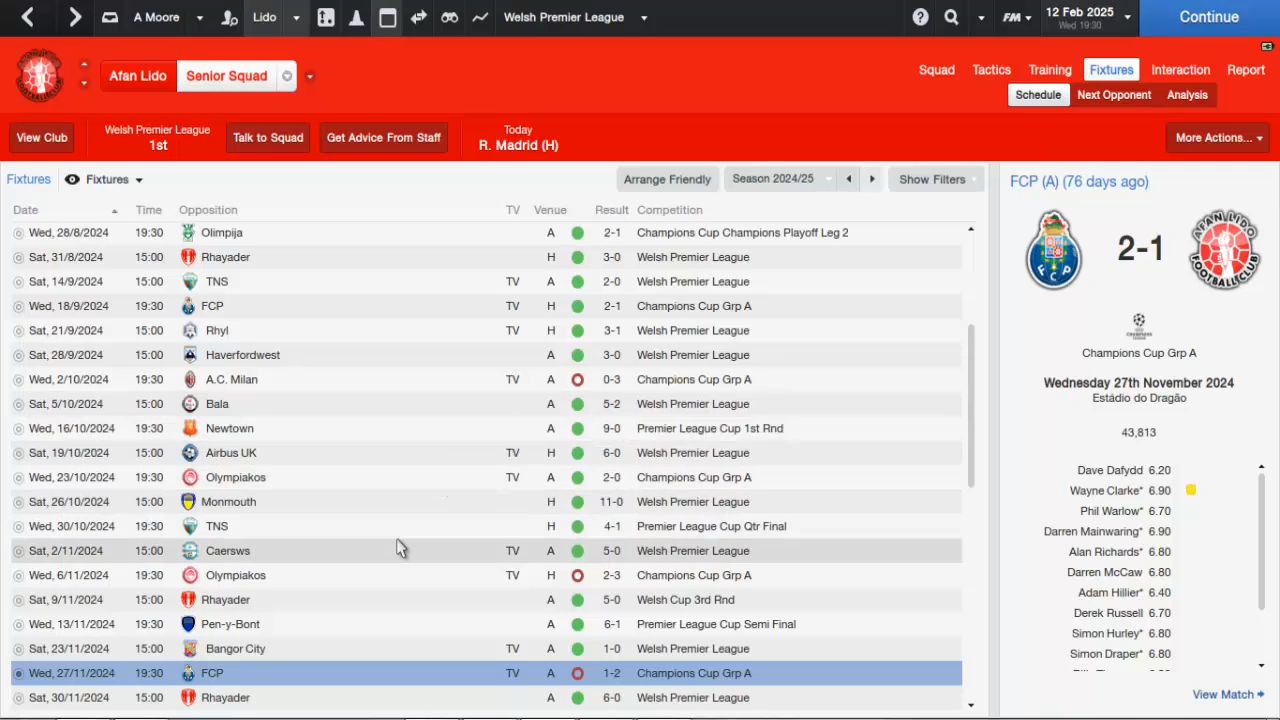 A Moore Lido Welsh Premier League FM 12 Feb 2025 Wed 19:30 Continue
Afan Lido Senior Squad
Squad Tactics Training Fixtures Interaction Report
Schedule Next Opponent Analysis
View Club Welsh Premier League 1st Talk to Squad Get Advice From Staff Today R. Madrid (H) More Actions...
Fixtures Fixtures Arrange Friendly Season 2024/25 Show Filters
Date Time Opposition TV Venue Result Competition
Wed, 28/8/2024 19:30 Olimpija A 2-1 Champions Cup Champions Playoff Leg 2
Sat, 31/8/2024 15:00 Rhayader H 3-0 Welsh Premier League
Sat, 14/9/2024 15:00 TNS TV A 2-0 Welsh Premier League
Wed, 18/9/2024 19:30 FCP TV H 2-1 Champions Cup Grp A
Sat, 21/9/2024 15:00 Rhyl TV H 3-1 Welsh Premier League
Sat, 28/9/2024 15:00 Haverfordwest A 3-0 Welsh Premier League
Wed, 2/10/2024 19:30 A.C. Milan TV A 0-3 Champions Cup Grp A
Sat, 5/10/2024 15:00 Bala A 5-2 Welsh Premier League
Wed, 16/10/2024 19:30 Newtown A 9-0 Premier League Cup 1st Rnd
Sat, 19/10/2024 15:00 Airbus UK TV H 6-0 Welsh Premier League
Wed, 23/10/2024 19:30 Olympiakos TV A 2-0 Champions Cup Grp A
Sat, 26/10/2024 15:00 Monmouth H 11-0 Welsh Premier League
Wed, 30/10/2024 19:30 TNS H 4-1 Premier League Cup Qtr Final
Sat, 2/11/2024 15:00 Caersws TV A 5-0 Welsh Premier League
Wed, 6/11/2024 19:30 Olympiakos TV H 2-3 Champions Cup Grp A
Sat, 9/11/2024 15:00 Rhayader A 5-0 Welsh Cup 3rd Rnd
Wed, 13/11/2024 19:30 Pen-y-Bont A 6-1 Premier League Cup Semi Final
Sat, 23/11/2024 15:00 Bangor City TV A 1-0 Welsh Premier League
Wed, 27/11/2024 19:30 FCP TV A 1-2 Champions Cup Grp A
Sat, 30/11/2024 15:00 Rhayader A 6-0 Welsh Premier League
FCP (A) (76 days ago)
2-1
Champions Cup Grp A
Wednesday 27th November 2024
Estádio do Dragão
43,813
Dave Dafydd 6.20
Wayne Clarke* 6.90
Phil Warlow* 6.70
Darren Mainwaring* 6.90
Alan Richards* 6.80
Darren McCaw 6.80
Adam Hillier* 6.40
Derek Russell 6.70
Simon Hurley* 6.80
Simon Draper* 6.80
View Match